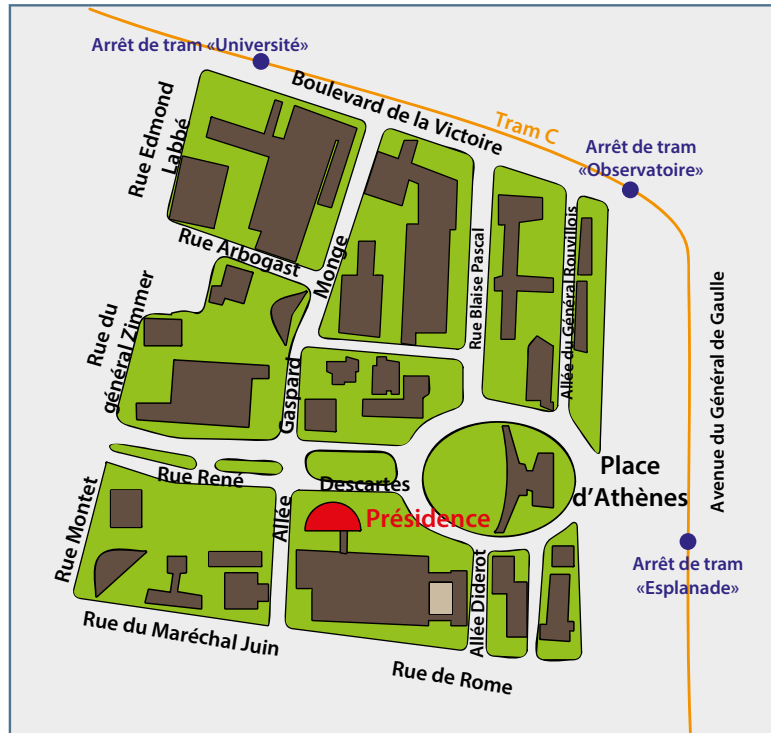 Arrêt de tram «Université»
Boulevard de la Victoire
Tram C
Arrêt de tram
«Observatoire»
Rue Edmond
Labbé
Rue Arbogast
Rue du
général Zimmer
Allée Gaspard Monge
Rue Blaise Pascal
Allée du Général Rouvillois
Avenue du Général de Gaulle
Place
d'Athènes
Rue René Descartes
Présidence
Rue Montet
Allée Diderot
Arrêt de tram
«Esplanade»
Rue du Maréchal Juin
Rue de Rome